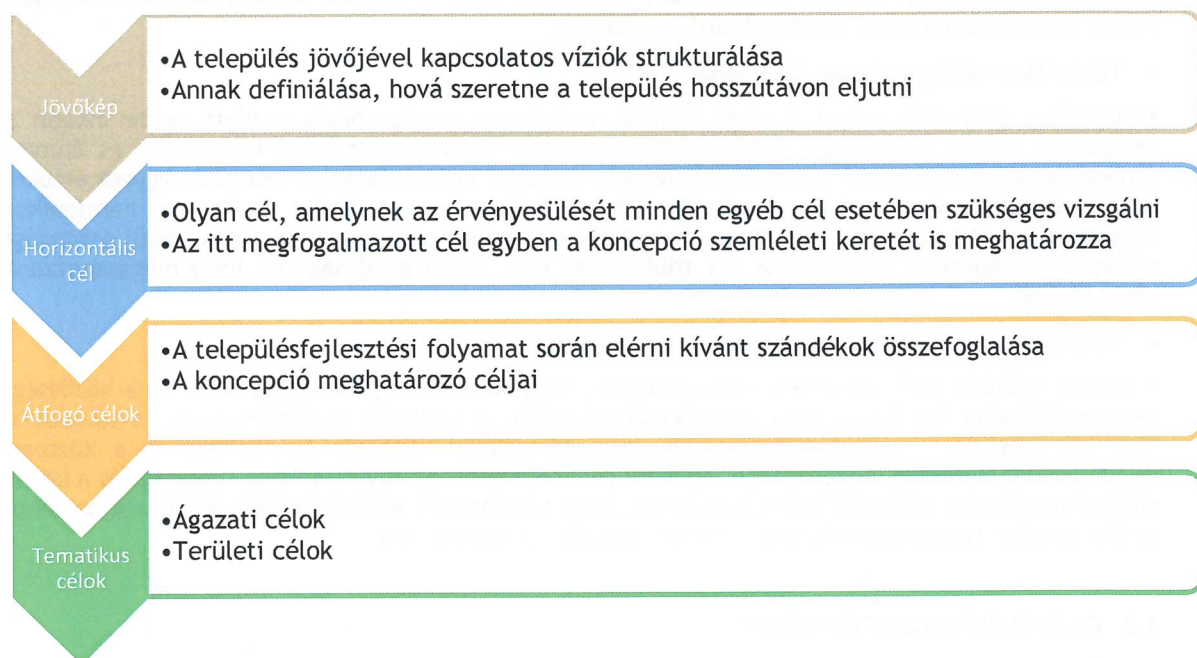 •A település jövőjével kapcsolatos víziók strukturálása
•Annak definiálása, hová szeretne a település hosszútávon eljutni
Jövőkép
•Olyan cél, amelynek az érvényesülését minden egyéb cél esetében szükséges vizsgálni
•Az itt megfogalmazott cél egyben a koncepció szemléleti keretét is meghatározza
Horizontális
cél
•A településfejlesztési folyamat során elérni kívánt szándékok összefoglalása
•A koncepció meghatározó céljai
Átfogó célok
•Ágazati célok
•Területi célok
Tematikus
célok